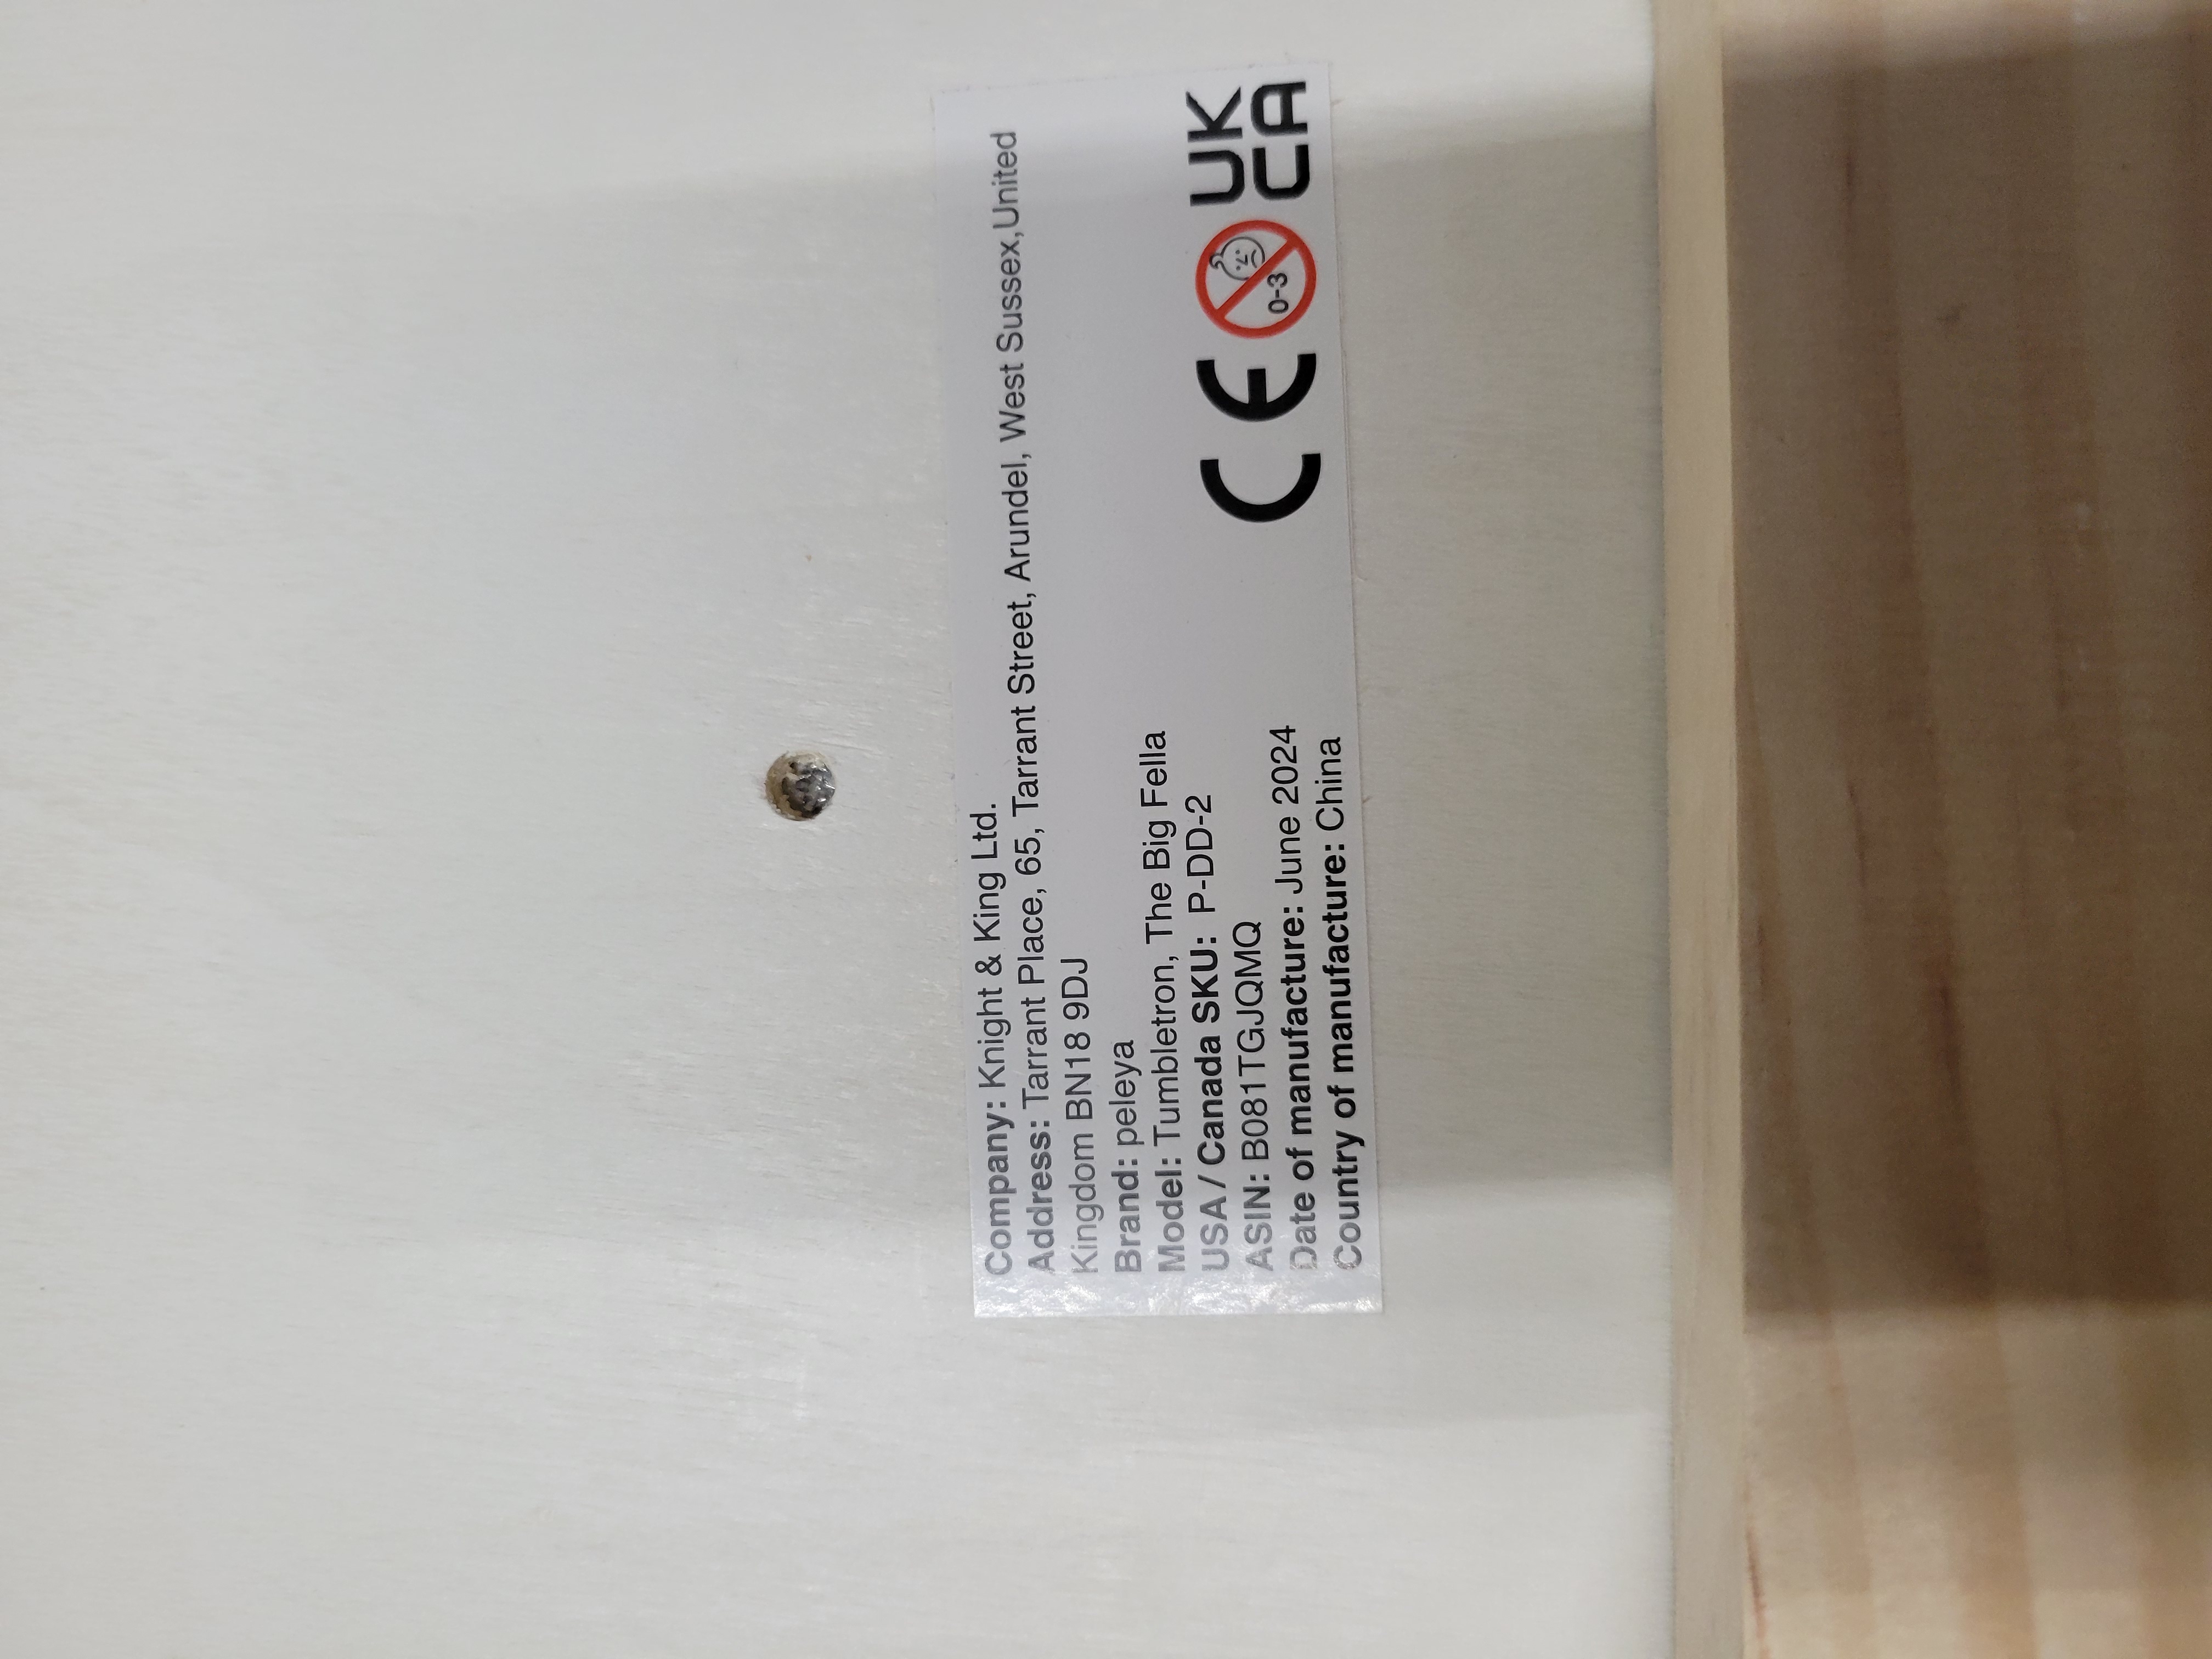 Company: Knight & King Ltd.
Address: Tarrant Place, 65, Tarrant Street, Arundel, West Sussex,United
Kingdom BN18 9DJ
Brand: peleya
Model: Tumbletron, The Big Fella
USA / Canada SKU: P-DD-2
ASIN: B081TGJQMQ
Date of manufacture: June 2024
Country of manufacture: China
CE
0-3
UK
CA